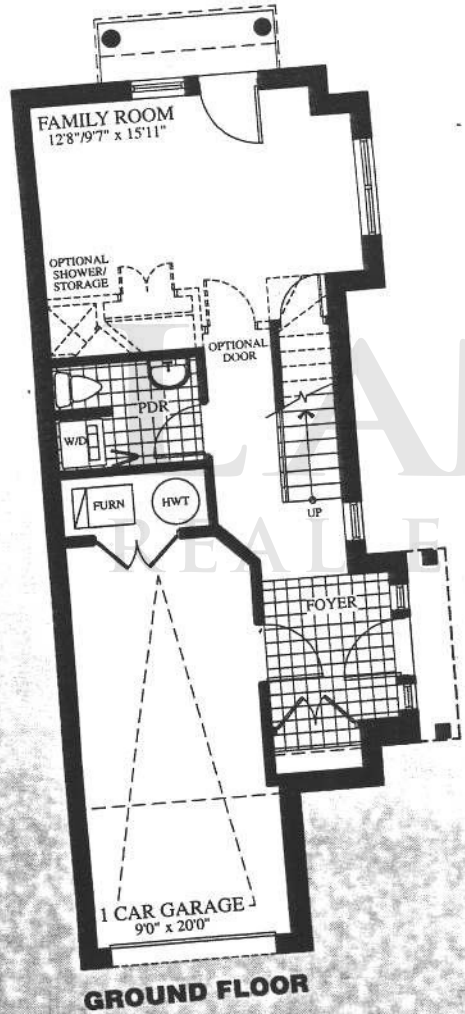 FAMILY ROOM
12'8"/9'7" x 15'11"
OPTIONAL
SHOWER/
STORAGE
OPTIONAL
DOOR
PDR
W/D
FURN
HWT
UP
FOYER
1 CAR GARAGE
9'0" x 20'0"
GROUND FLOOR